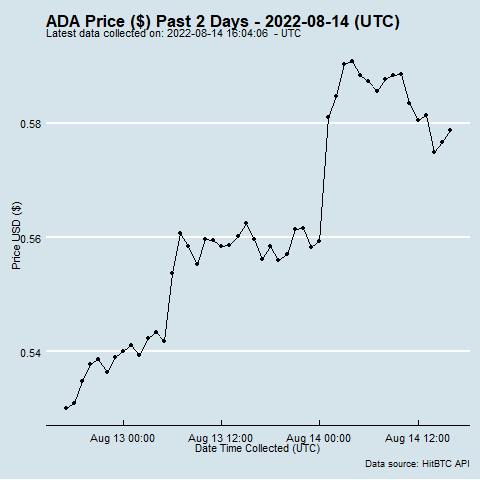 ADA Price ($) Past 2 Days - 2022-08-14 (UTC)
Latest data collected on: 2022-08-14 16:04:06 - UTC
0.58
0.56
0.54
Price USD ($)
Aug 13 00:00 Aug 13 12:00 Aug 14 00:00 Aug 14 12:00
Date Time Collected (UTC)
Data source: HitBTC API